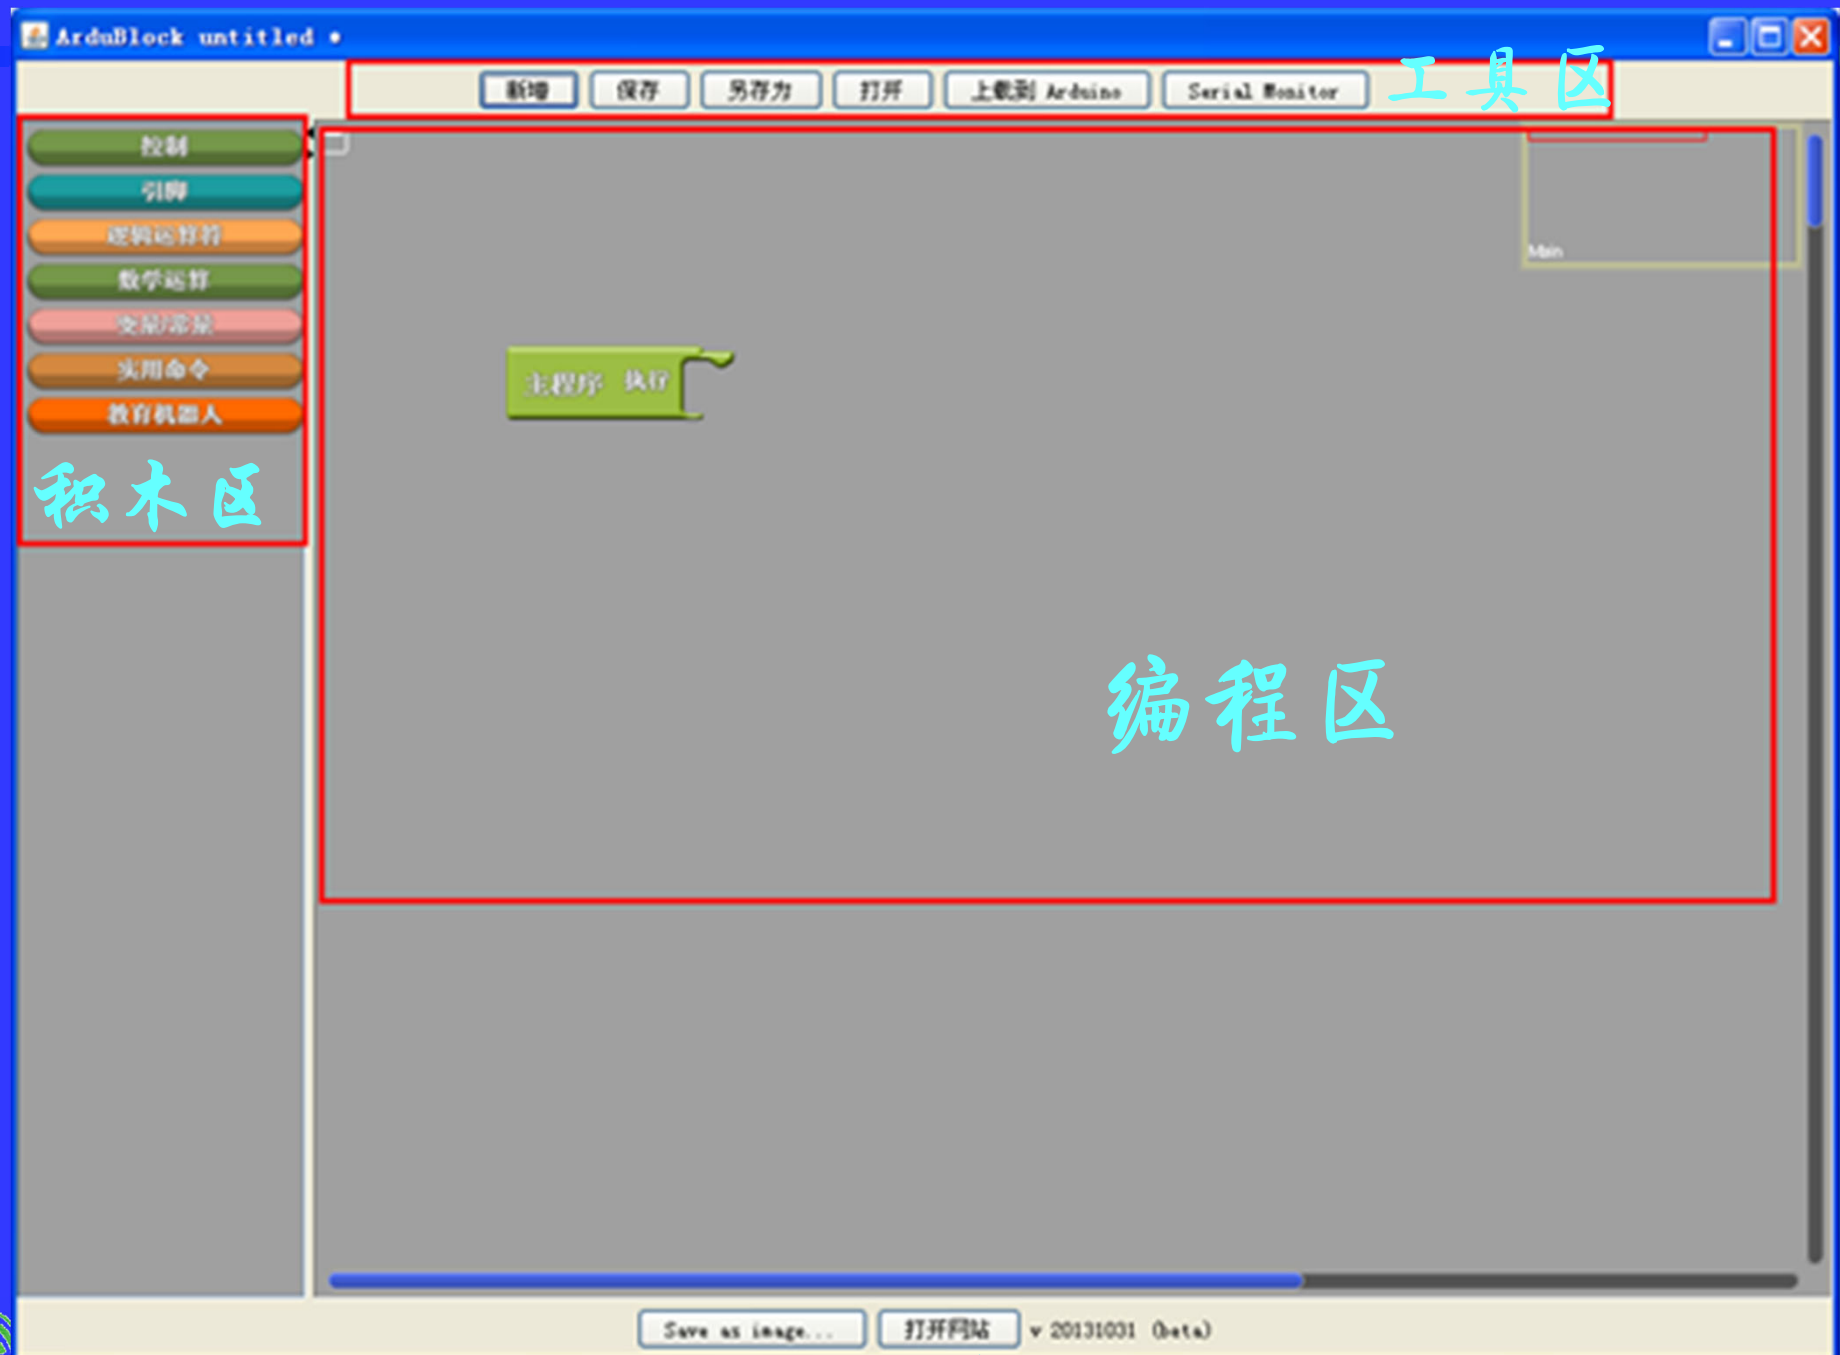 ArduBlock untitled •
新增 保存 另存为 打开 上载到 Arduino Serial Monitor 工具区
控制
引脚
逻辑运算符
数学运算
变量/常量
实用命令
教育机器人
积木区
Main
主程序 执行
编程区
Save as image... 打开网站 v 20131031 (beta)